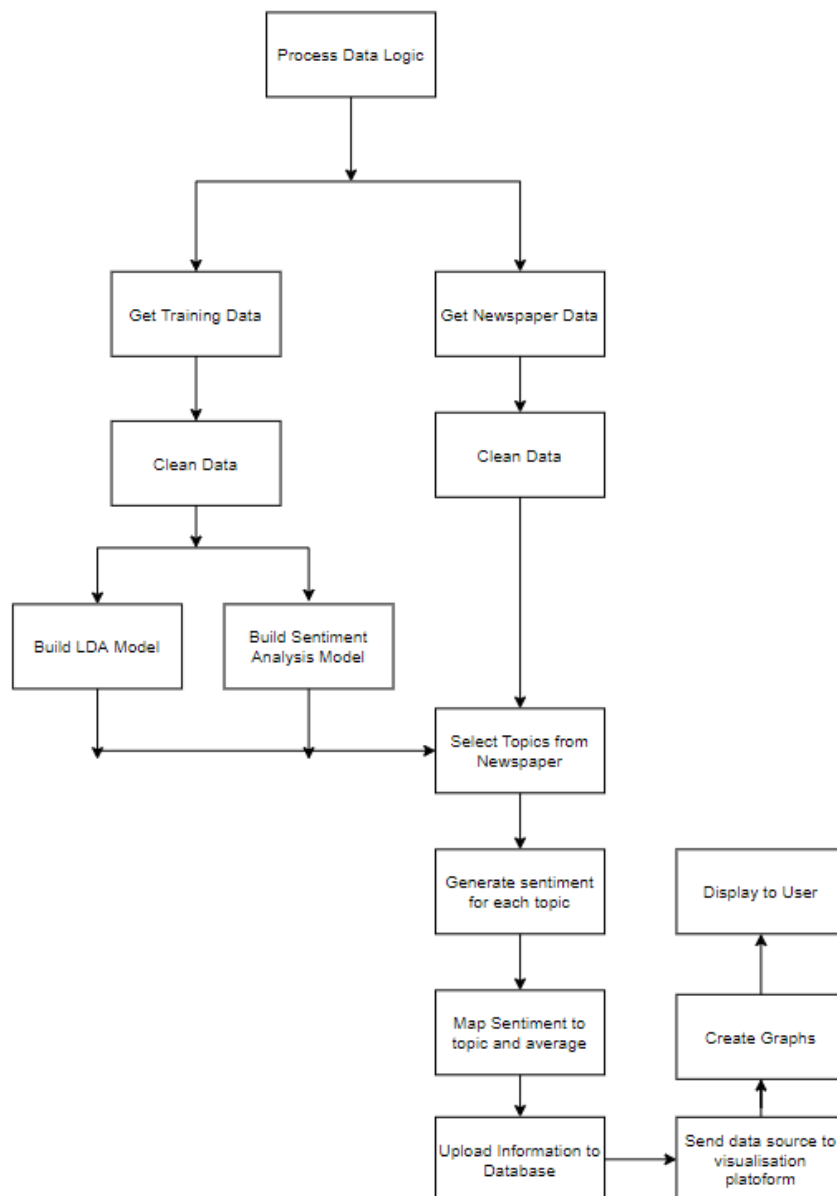 Process Data Logic
Get Training Data
Get Newspaper Data
Clean Data
Clean Data
Build LDA Model
Build Sentiment
Analysis Model
Select Topics from
Newspaper
Generate sentiment
for each topic
Display to User
Map Sentiment to
topic and average
Create Graphs
Upload Information to
Database
Send data source to
visualisation
platoform